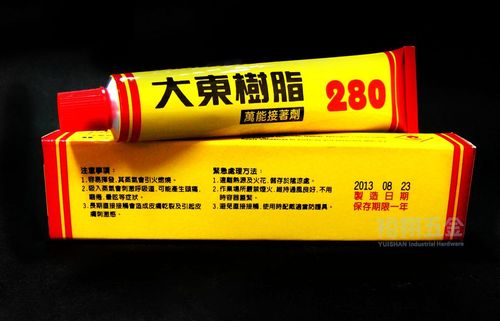 大東樹脂
280
萬能接著劑
注意事項：
1.容易揮發，其蒸氣會引火燃燒。
2.吸入蒸氣會刺激呼吸道，可能產生頭痛、
眩暈等症狀。
3.長期直接接觸會造成皮膚乾裂及引起皮
膚刺激感。
緊急處理方法：
1.遠離熱源及火花，儲存於陰涼處。
2.作業場所嚴禁煙火，維持通風良好，不用
時容器蓋緊。
3.避免直接接觸，使用時配戴適當防護具。
2013 08 23
製造日期
保存期限一年
五金
YUISHAN Industrial Hardware